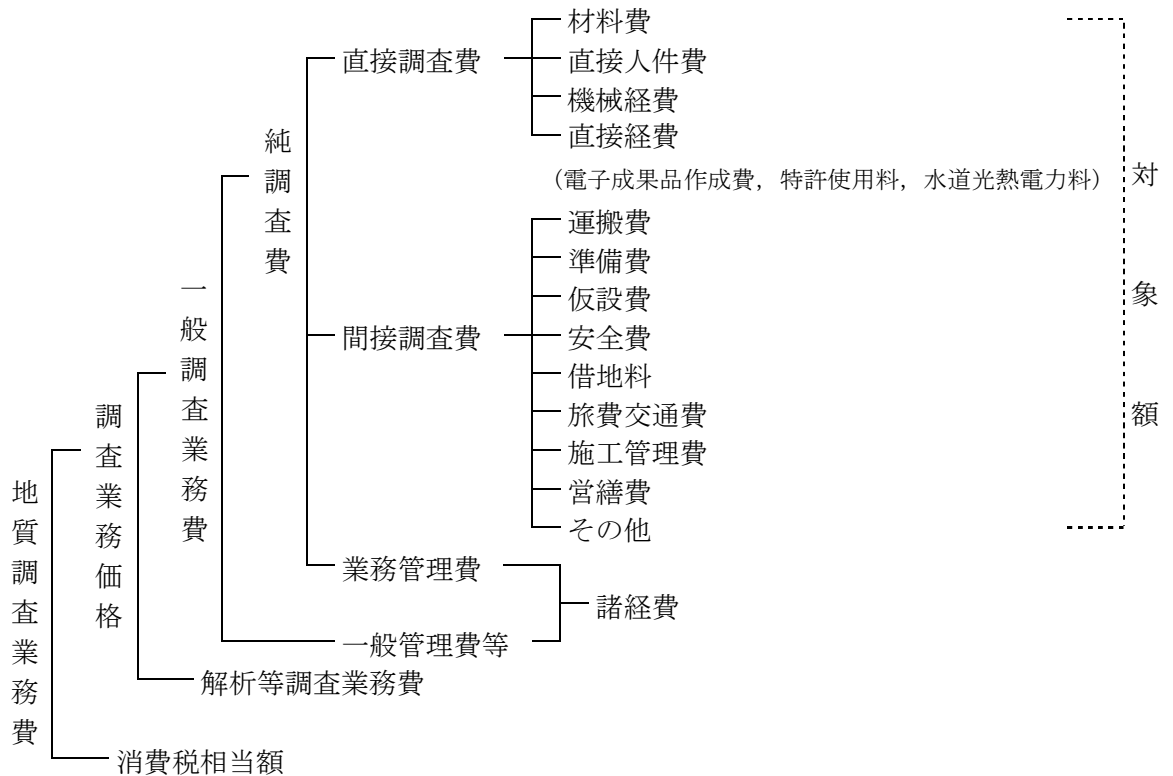 地質調査業務費
調査業務価格
一般調査業務費
純調査費
直接調査費
材料費
直接人件費
機械経費
直接経費
（電子成果品作成費，特許使用料，水道光熱電力料）
間接調査費
運搬費
準備費
仮設費
安全費
借地料
旅費交通費
施工管理費
営繕費
その他
業務管理費
一般管理費等
諸経費
解析等調査業務費
消費税相当額
対象額